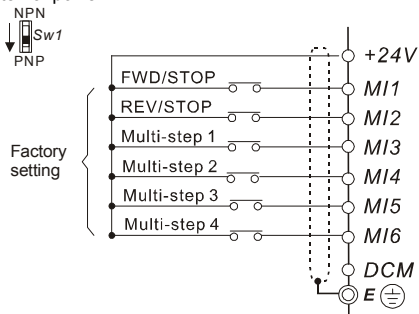 NPN
Sw1
PNP
+24V
FWD/STOP
MI1
REV/STOP
MI2
Multi-step 1
MI3
Factory
setting
Multi-step 2
MI4
Multi-step 3
MI5
Multi-step 4
MI6
DCM
E